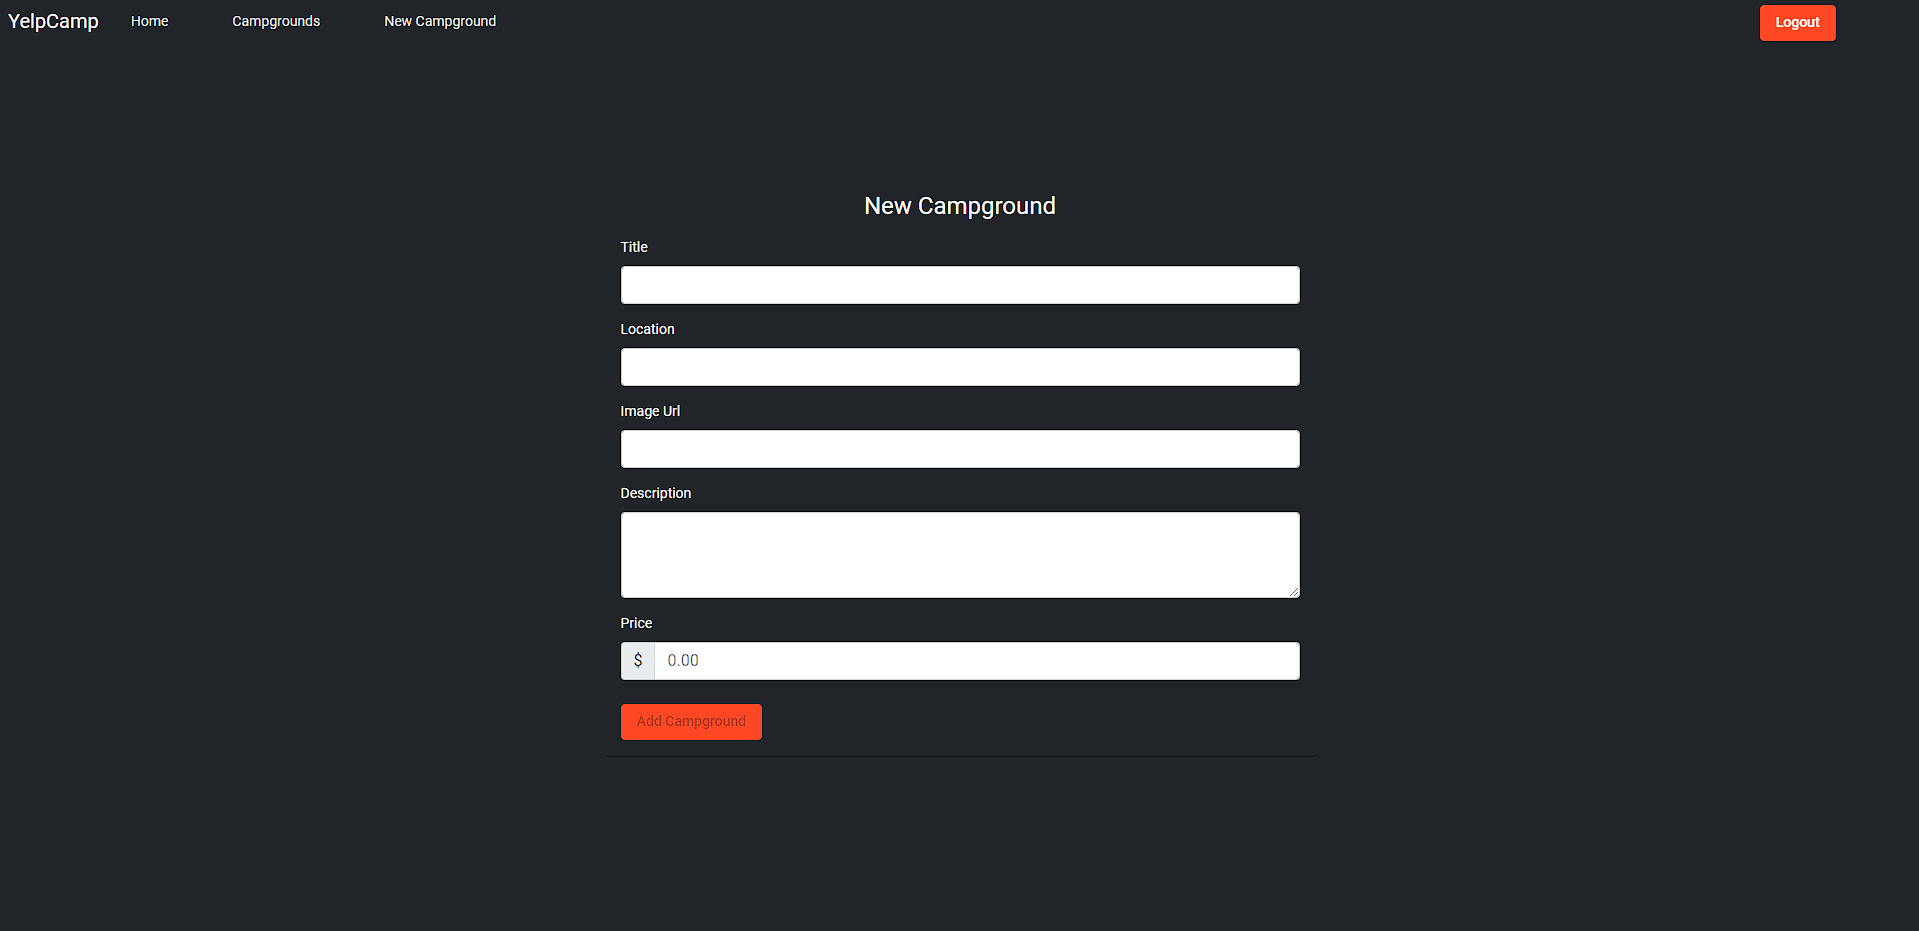 YelpCamp Home Campgrounds New Campground Logout
New Campground
Title
Location
Image Url
Description
Price
$ 0.00
Add Campground